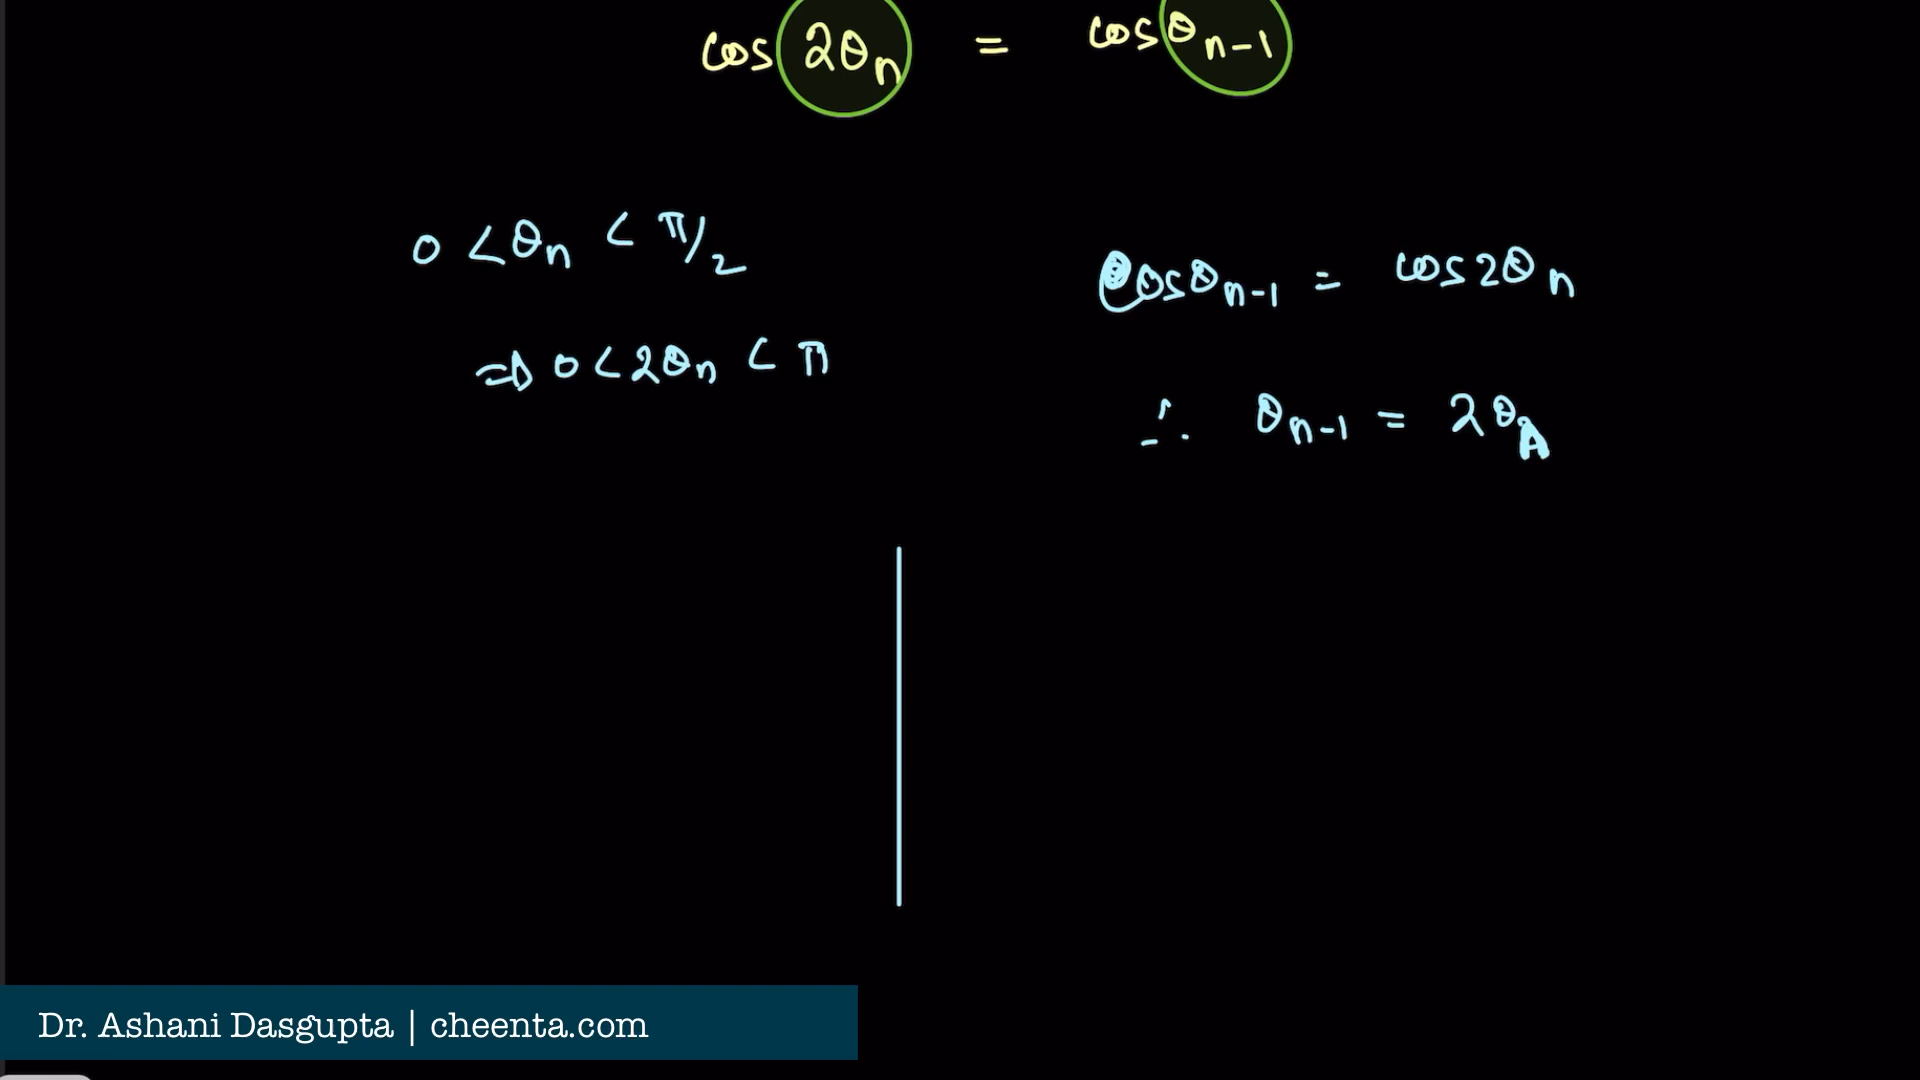 cos 2θₙ = cos θₙ₋₁
0 < θₙ < π/2
⇒ 0 < 2θₙ < π
cos θₙ₋₁ = cos 2θₙ
∴ θₙ₋₁ = 2θₙ
Dr. Ashani Dasgupta | cheenta.com